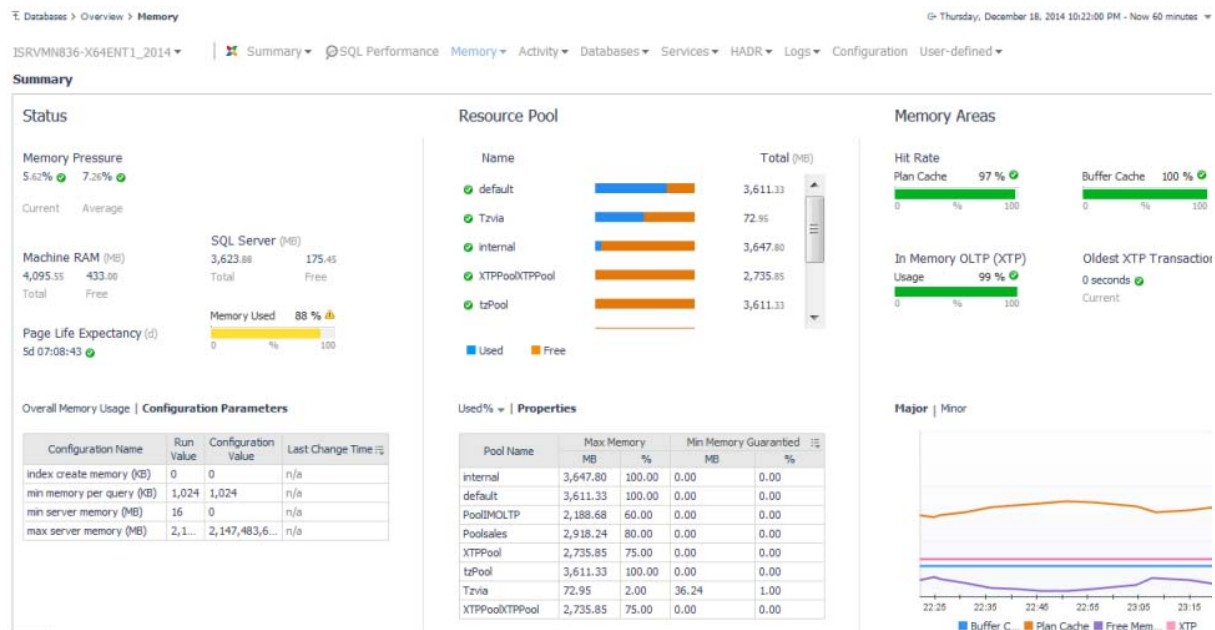 Databases > Overview > Memory
Thursday, December 18, 2014 10:22:00 PM - Now 60 minutes
ISRVMN836-X64ENT1_2014 Summary SQL Performance Memory Activity Databases Services HADR Logs Configuration User-defined
Summary
Status
Memory Pressure
5.62% 7.26%
Current Average
Machine RAM (MB)
4,095.55 433.00
Total Free
SQL Server (MB)
3,623.88 175.45
Total Free
Page Life Expectancy (d)
5d 07:08:43
Memory Used 88 %
0 % 100
Overall Memory Usage | Configuration Parameters
Configuration Name Run Value Configuration Value Last Change Time
index create memory (KB) 0 0 n/a
min memory per query (KB) 1,024 1,024 n/a
min server memory (MB) 16 0 n/a
max server memory (MB) 2,1... 2,147,483,6... n/a
Resource Pool
Name Total (MB)
default 3,611.33
Tzvia 72.95
internal 3,647.80
XTPPoolXTPPool 2,735.85
tzPool 3,611.33
Used Free
Used% | Properties
Pool Name Max Memory Min Memory Guarantied
MB % MB %
internal 3,647.80 100.00 0.00 0.00
default 3,611.33 100.00 0.00 0.00
PoolIMOLTP 2,188.68 60.00 0.00 0.00
Poolsales 2,918.24 80.00 0.00 0.00
XTPPool 2,735.85 75.00 0.00 0.00
tzPool 3,611.33 100.00 0.00 0.00
Tzvia 72.95 2.00 36.24 1.00
XTPPoolXTPPool 2,735.85 75.00 0.00 0.00
Memory Areas
Hit Rate
Plan Cache 97 %
0 % 100
Buffer Cache 100 %
0 % 100
In Memory OLTP (XTP)
Usage 99 %
0 % 100
Oldest XTP Transaction
0 seconds
Current
Major | Minor
22:25 22:35 22:45 22:55 23:05 23:15
Buffer C... Plan Cache Free Mem... XTP